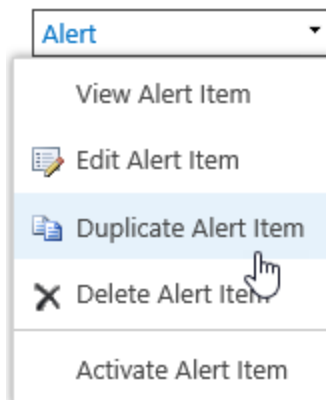 Alert
View Alert Item
Edit Alert Item
Duplicate Alert Item
Delete Alert Item
Activate Alert Item